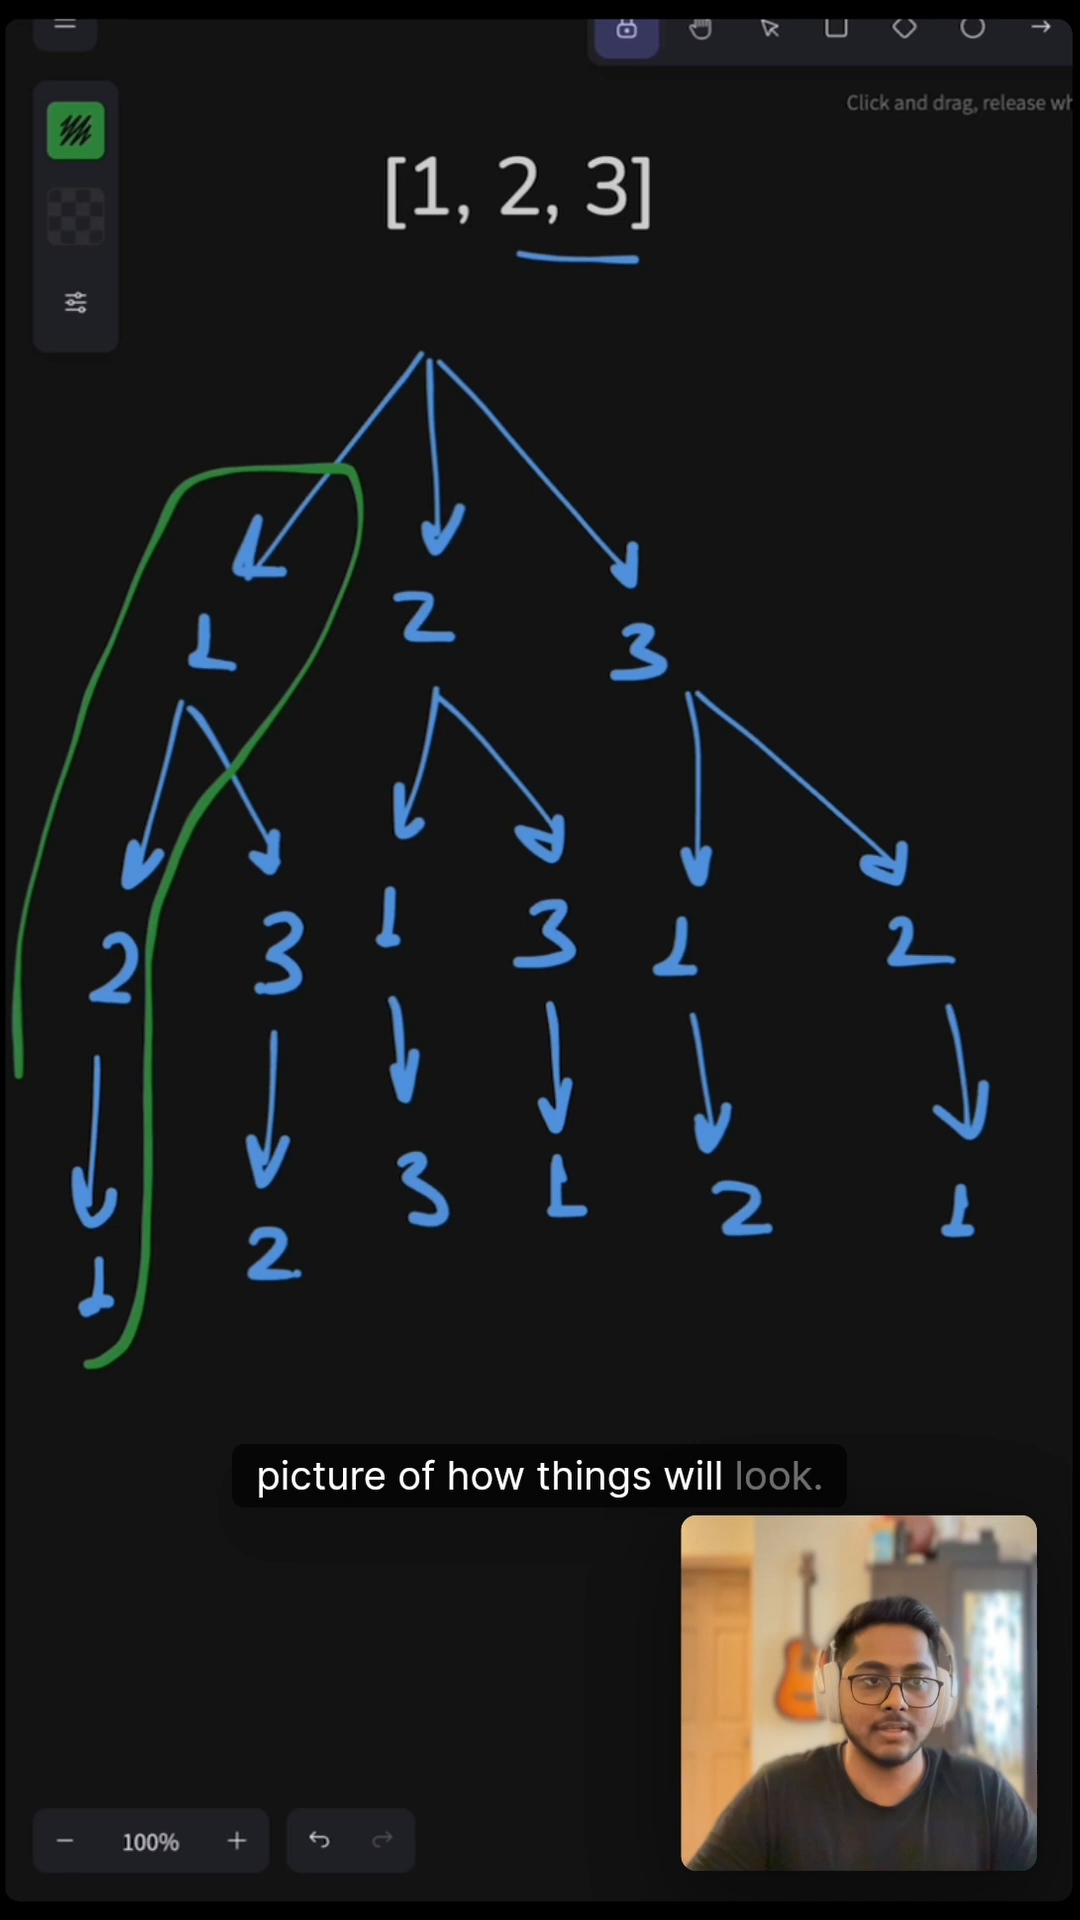 Click and drag, release wh
[1, 2, 3]
1 2 3
2 3 1 3 1 2
1 2 3 1 2 1
picture of how things will look.
100%